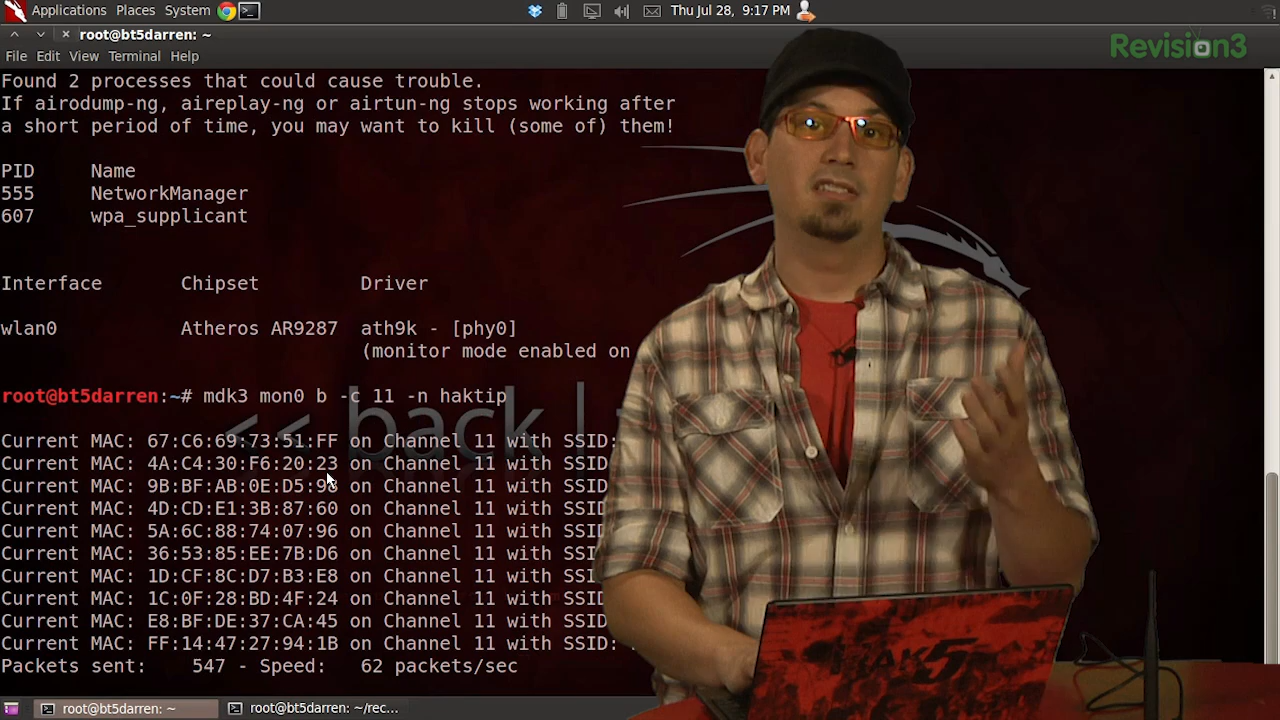 Applications Places System Thu Jul 28, 9:17 PM
root@bt5darren: ~
Revision3
File Edit View Terminal Help
Found 2 processes that could cause trouble.
If airodump-ng, aireplay-ng or airtun-ng stops working after
a short period of time, you may want to kill (some of) them!
PID Name
555 NetworkManager
607 wpa_supplicant
Interface Chipset Driver
wlan0 Atheros AR9287 ath9k - [phy0]
(monitor mode enabled on
root@bt5darren:~# mdk3 mon0 b -c 11 -n haktip
<< back |
Current MAC: 67:C6:69:73:51:FF on Channel 11 with SSID:
Current MAC: 4A:C4:30:F6:20:23 on Channel 11 with SSID
Current MAC: 9B:BF:AB:0E:D5:98 on Channel 11 with SSID
Current MAC: 4D:CD:E1:3B:87:60 on Channel 11 with SSID
Current MAC: 5A:6C:88:74:07:96 on Channel 11 with SSID
Current MAC: 36:53:85:EE:7B:D6 on Channel 11 with SSID
Current MAC: 1D:CF:8C:D7:B3:E8 on Channel 11 with SSID
Current MAC: 1C:0F:28:BD:4F:24 on Channel 11 with SSID
Current MAC: E8:BF:DE:37:CA:45 on Channel 11 with SSID:
Current MAC: FF:14:47:27:94:1B on Channel 11 with SSID:
Packets sent: 547 - Speed: 62 packets/sec
HAK5
root@bt5darren: ~ root@bt5darren: ~/rec...